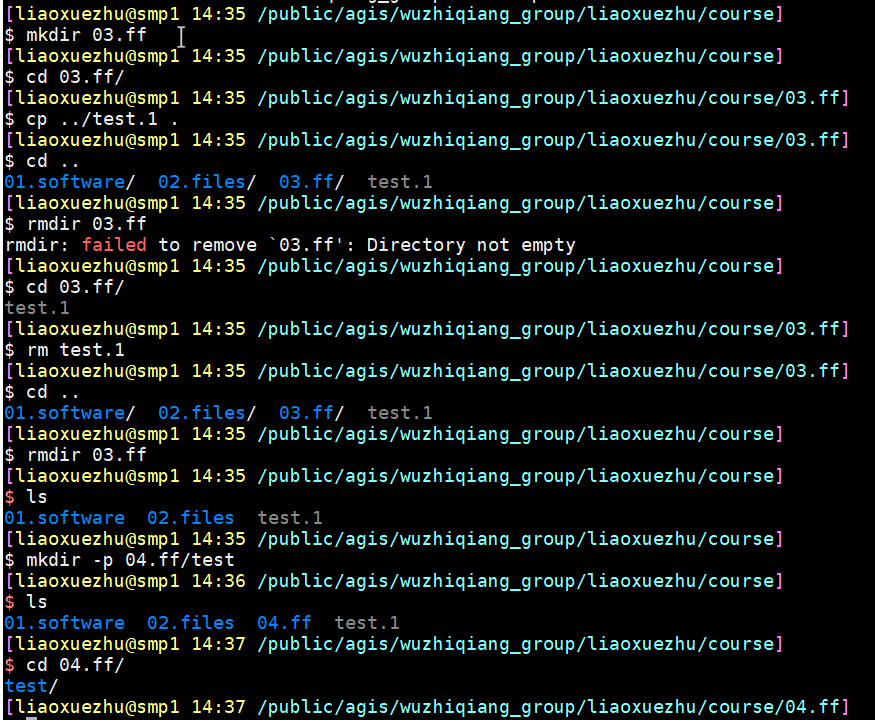 [liaoxuezhu@smp1 14:35 /public/agis/wuzhiqiang_group/liaoxuezhu/course]
$ mkdir 03.ff
[liaoxuezhu@smp1 14:35 /public/agis/wuzhiqiang_group/liaoxuezhu/course]
$ cd 03.ff/
[liaoxuezhu@smp1 14:35 /public/agis/wuzhiqiang_group/liaoxuezhu/course/03.ff]
$ cp ../test.1 .
[liaoxuezhu@smp1 14:35 /public/agis/wuzhiqiang_group/liaoxuezhu/course/03.ff]
$ cd ..
01.software/  02.files/  03.ff/  test.1
[liaoxuezhu@smp1 14:35 /public/agis/wuzhiqiang_group/liaoxuezhu/course]
$ rmdir 03.ff
rmdir: failed to remove `03.ff': Directory not empty
[liaoxuezhu@smp1 14:35 /public/agis/wuzhiqiang_group/liaoxuezhu/course]
$ cd 03.ff/
test.1
[liaoxuezhu@smp1 14:35 /public/agis/wuzhiqiang_group/liaoxuezhu/course/03.ff]
$ rm test.1
[liaoxuezhu@smp1 14:35 /public/agis/wuzhiqiang_group/liaoxuezhu/course/03.ff]
$ cd ..
01.software/  02.files/  03.ff/  test.1
[liaoxuezhu@smp1 14:35 /public/agis/wuzhiqiang_group/liaoxuezhu/course]
$ rmdir 03.ff
[liaoxuezhu@smp1 14:35 /public/agis/wuzhiqiang_group/liaoxuezhu/course]
$ ls
01.software  02.files  test.1
[liaoxuezhu@smp1 14:35 /public/agis/wuzhiqiang_group/liaoxuezhu/course]
$ mkdir -p 04.ff/test
[liaoxuezhu@smp1 14:36 /public/agis/wuzhiqiang_group/liaoxuezhu/course]
$ ls
01.software  02.files  04.ff  test.1
[liaoxuezhu@smp1 14:37 /public/agis/wuzhiqiang_group/liaoxuezhu/course]
$ cd 04.ff/
test/
[liaoxuezhu@smp1 14:37 /public/agis/wuzhiqiang_group/liaoxuezhu/course/04.ff]